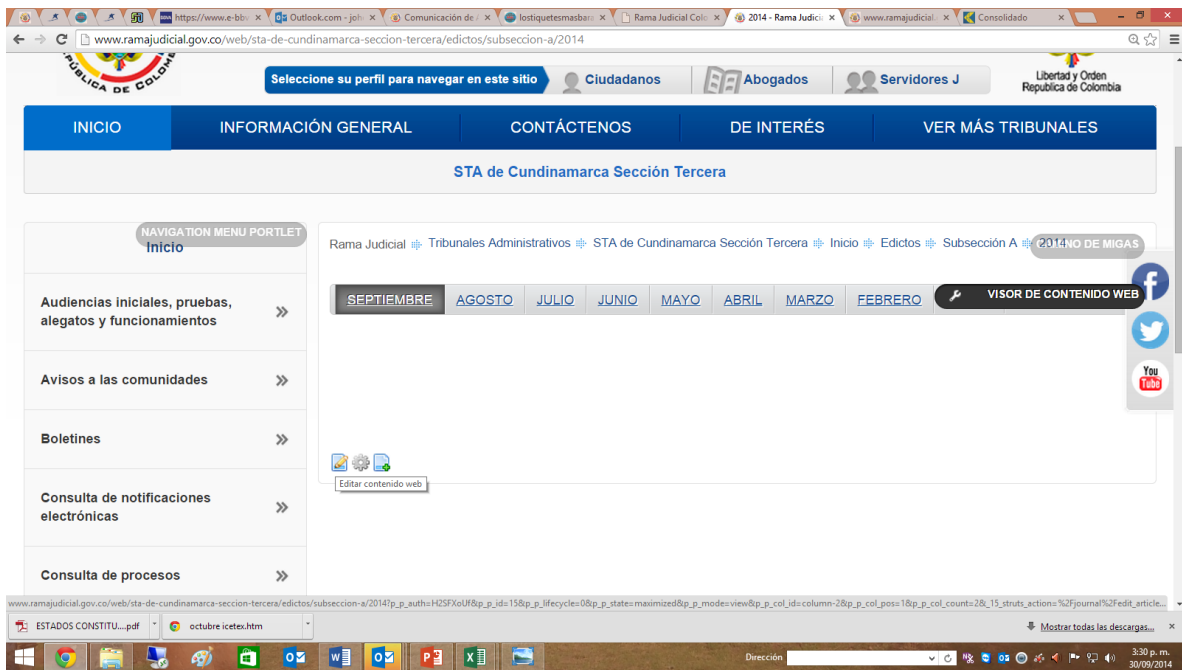 https://www.e-bbv
Outlook.com - joh
Comunicación de
lostiquetesmasbara
Rama Judicial Colo
2014 - Rama Judici
www.ramajudicial.
Consolidado
www.ramajudicial.gov.co/web/sta-de-cundinamarca-seccion-tercera/edictos/subseccion-a/2014
REPÚBLICA DE COLOMBIA
Seleccione su perfil para navegar en este sitio
Ciudadanos
Abogados
Servidores J
Libertad y Orden
Republica de Colombia
INICIO
INFORMACIÓN GENERAL
CONTÁCTENOS
DE INTERÉS
VER MÁS TRIBUNALES
STA de Cundinamarca Sección Tercera
NAVIGATION MENU PORTLET
Inicio
Rama Judicial Tribunales Administrativos STA de Cundinamarca Sección Tercera Inicio Edictos Subsección A 2014
NO DE MIGAS
SEPTIEMBRE AGOSTO JULIO JUNIO MAYO ABRIL MARZO FEBRERO
VISOR DE CONTENIDO WEB
Audiencias iniciales, pruebas,
alegatos y funcionamientos
You
Tube
Avisos a las comunidades
Boletines
Editar contenido web
Consulta de notificaciones
electrónicas
Consulta de procesos
www.ramajudicial.gov.co/web/sta-de-cundinamarca-seccion-tercera/edictos/subseccion-a/2014?p_p_auth=H2SFXoUf&p_p_id=15&p_p_lifecycle=0&p_p_state=maximized&p_p_mode=view&p_p_col_id=column-2&p_p_col_pos=1&p_p_col_count=2&_15_struts_action=%2Fjournal%2Fedit_article...
ESTADOS CONSTITU....pdf
octubre icetex.htm
Mostrar todas las descargas...
Dirección
3:30 p. m.
30/09/2014